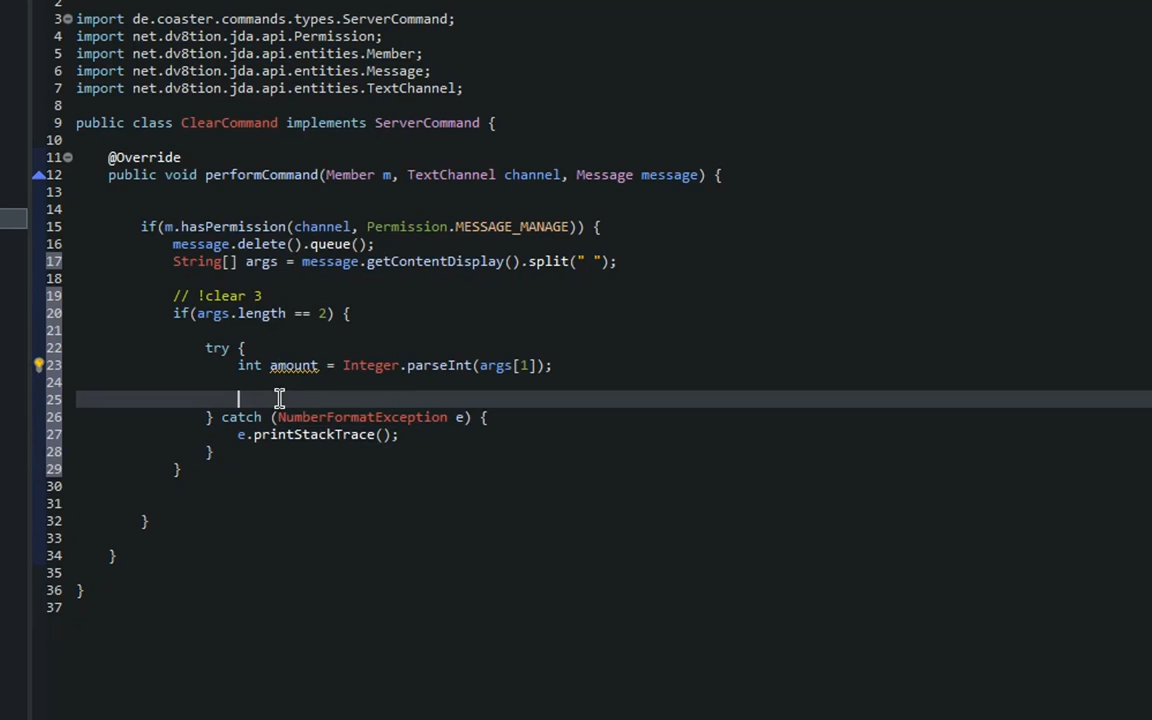 2
3 import de.coaster.commands.types.ServerCommand;
4 import net.dv8tion.jda.api.Permission;
5 import net.dv8tion.jda.api.entities.Member;
6 import net.dv8tion.jda.api.entities.Message;
7 import net.dv8tion.jda.api.entities.TextChannel;
8
9 public class ClearCommand implements ServerCommand {
10
11     @Override
12     public void performCommand(Member m, TextChannel channel, Message message) {
13
14
15         if(m.hasPermission(channel, Permission.MESSAGE_MANAGE)) {
16             message.delete().queue();
17             String[] args = message.getContentDisplay().split(" ");
18
19             // !clear 3
20             if(args.length == 2) {
21
22                 try {
23                     int amount = Integer.parseInt(args[1]);
24
25
26                 } catch (NumberFormatException e) {
27                     e.printStackTrace();
28                 }
29             }
30
31
32         }
33
34     }
35
36 }
37